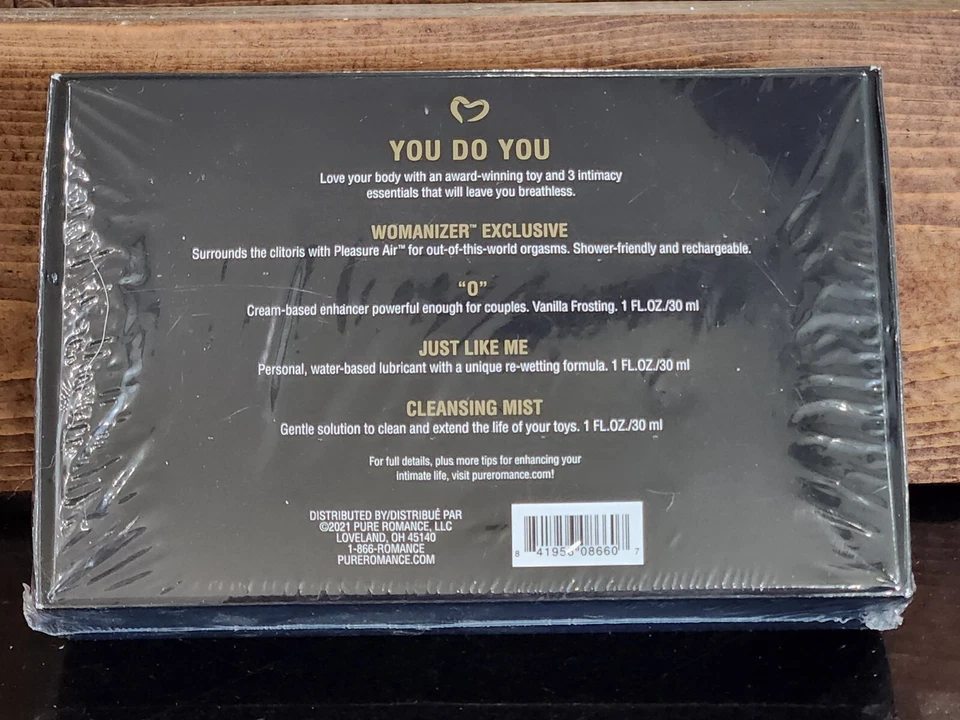 YOU DO YOU
Love your body with an award-winning toy and 3 intimacy
essentials that will leave you breathless.
WOMANIZER™ EXCLUSIVE
Surrounds the clitoris with Pleasure Air™ for out-of-this-world orgasms. Shower-friendly and rechargeable.
“O”
Cream-based enhancer powerful enough for couples. Vanilla Frosting. 1 FL.OZ./30 ml
JUST LIKE ME
Personal, water-based lubricant with a unique re-wetting formula. 1 FL.OZ./30 ml
CLEANSING MIST
Gentle solution to clean and extend the life of your toys. 1 FL.OZ./30 ml
For full details, plus more tips for enhancing your
intimate life, visit pureromance.com!
DISTRIBUTED BY/DISTRIBUÉ PAR
©2021 PURE ROMANCE, LLC
LOVELAND, OH 45140
1-866-ROMANCE
PUREROMANCE.COM
8 08660 7